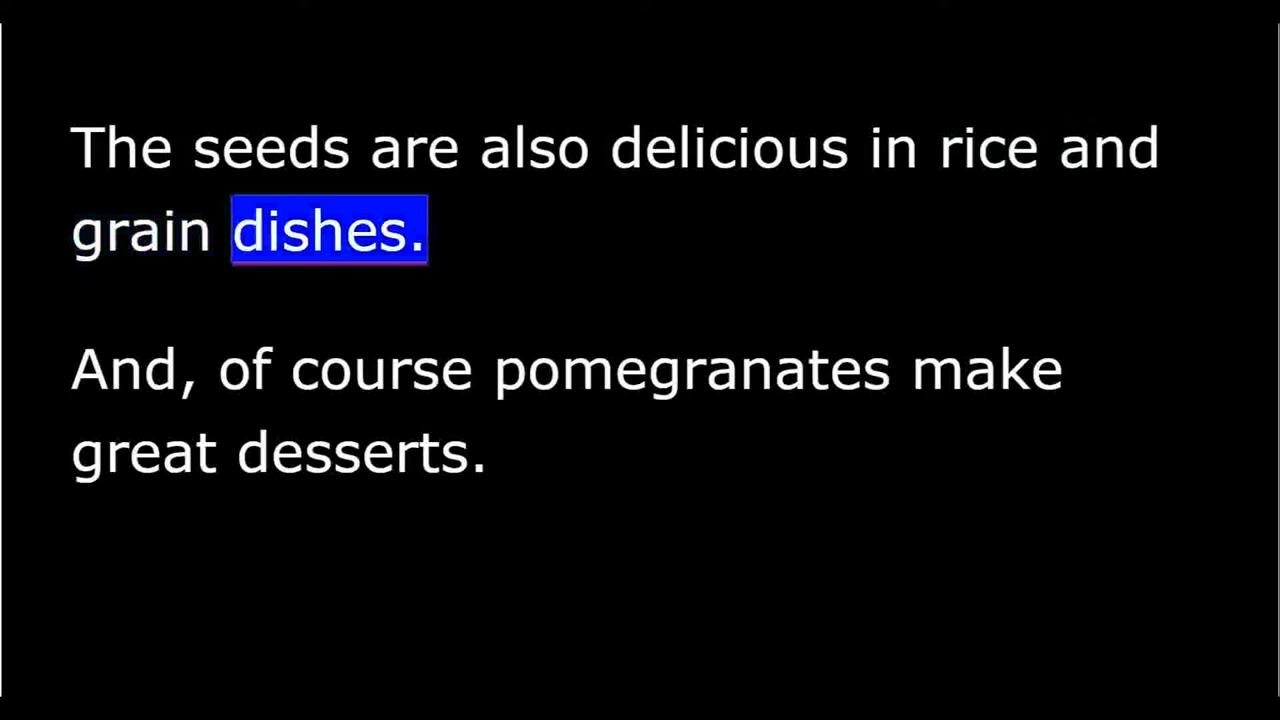 The seeds are also delicious in rice and
grain dishes.
And, of course pomegranates make
great desserts.